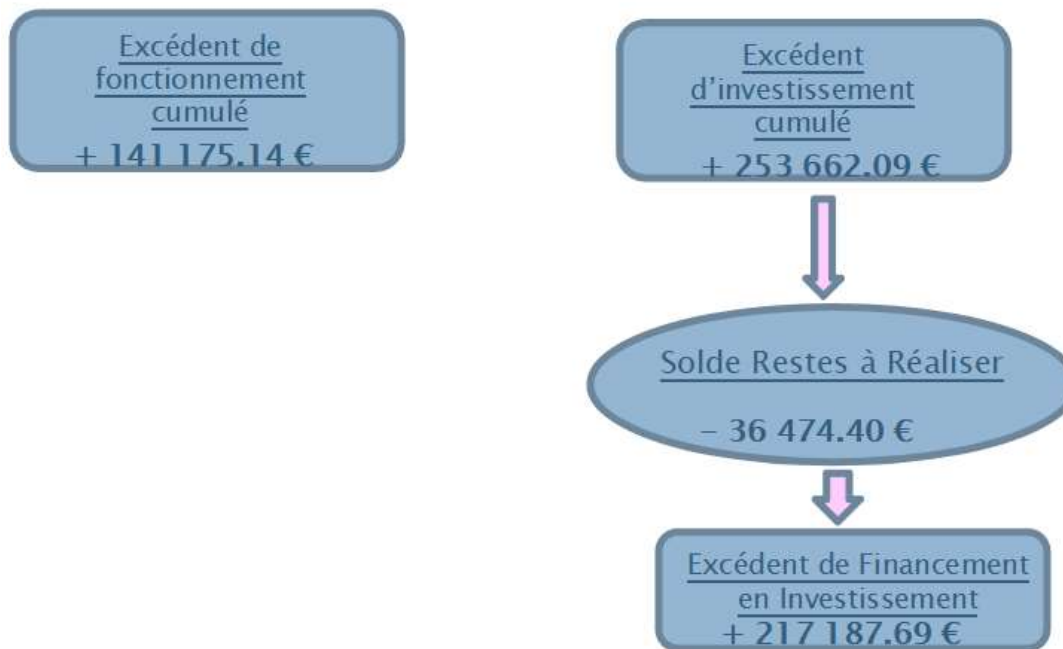 Excédent de
fonctionnement
cumulé
+ 141 175.14 €
Excédent
d'investissement
cumulé
+ 253 662.09 €
Solde Restes à Réaliser
– 36 474.40 €
Excédent de Financement
en Investissement
+ 217 187.69 €